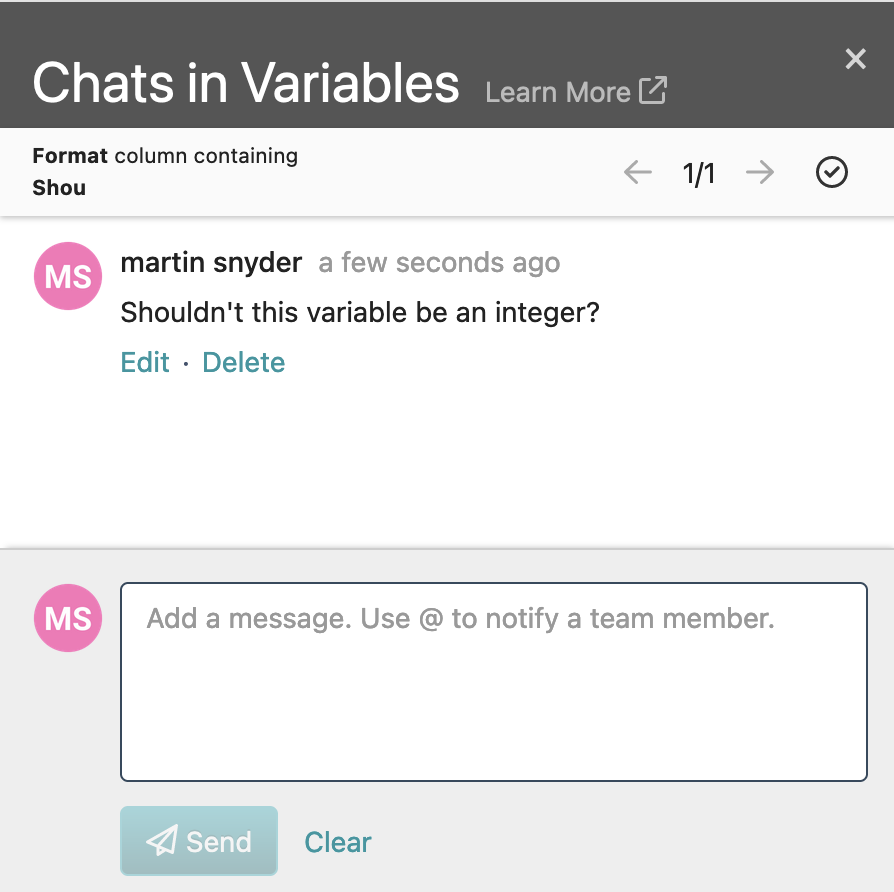 Chats in Variables Learn More
Format column containing
Shou
1/1
MS
martin snyder a few seconds ago
Shouldn't this variable be an integer?
Edit · Delete
MS
Add a message. Use @ to notify a team member.
Send Clear